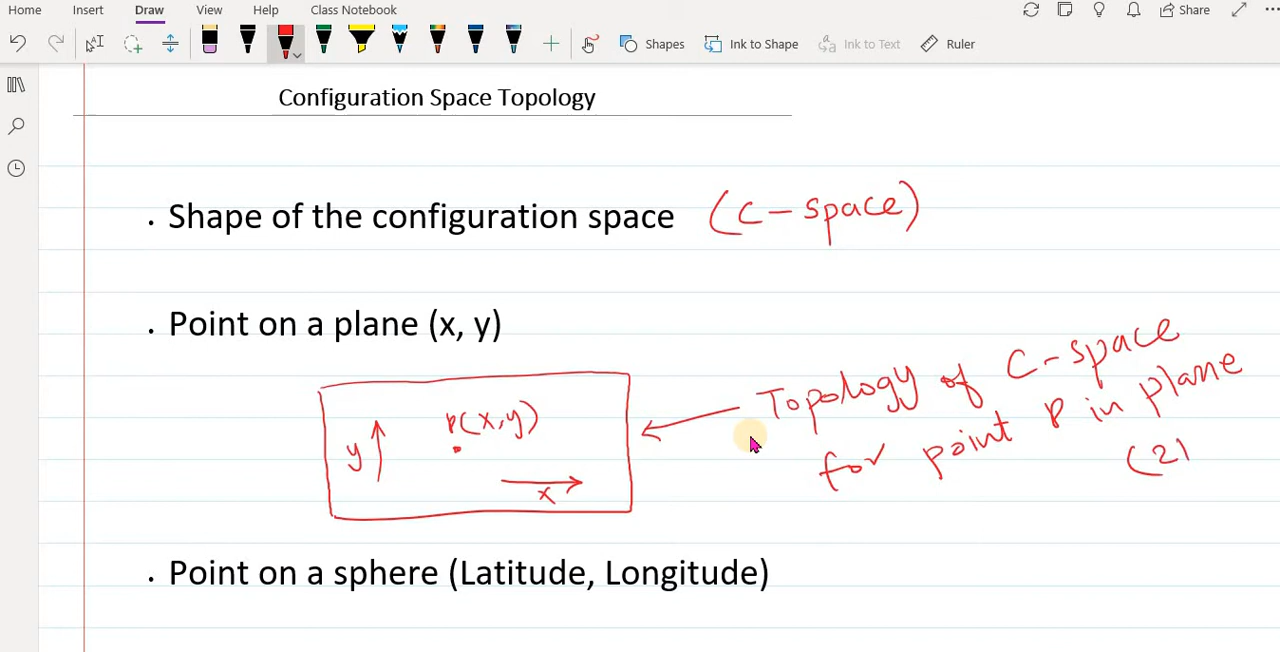 Home Insert Draw View Help Class Notebook Share
Shapes Ink to Shape Ink to Text Ruler
Configuration Space Topology
. Shape of the configuration space (C-space)
. Point on a plane (x, y)
Topology of C-space
P(x,y)
for point P in plane
y
(2)
x
. Point on a sphere (Latitude, Longitude)